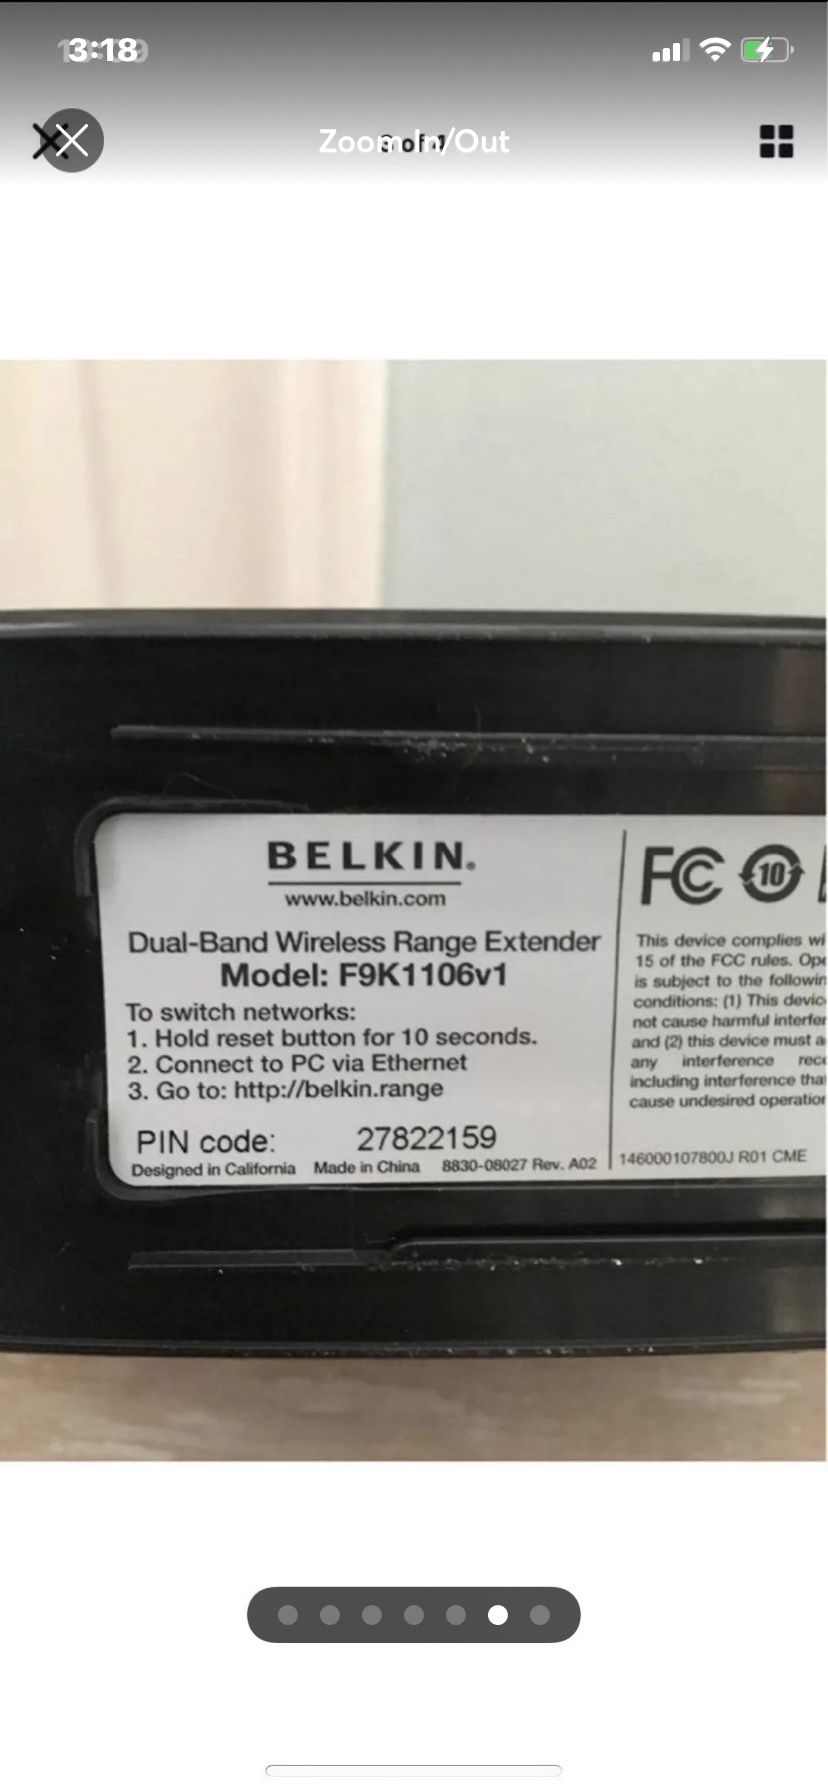 3:18
Zoom In/Out
BELKIN.
www.belkin.com
Dual-Band Wireless Range Extender
Model: F9K1106v1
To switch networks:
1. Hold reset button for 10 seconds.
2. Connect to PC via Ethernet
3. Go to: http://belkin.range
PIN code: 27822159
Designed in California Made in China 8830-08027 Rev. A02
FC 10
This device complies wi
15 of the FCC rules. Ope
is subject to the followin
conditions: (1) This devic
not cause harmful interfer
and (2) this device must a
any interference rece
including interference that
cause undesired operation
146000107800J R01 CME